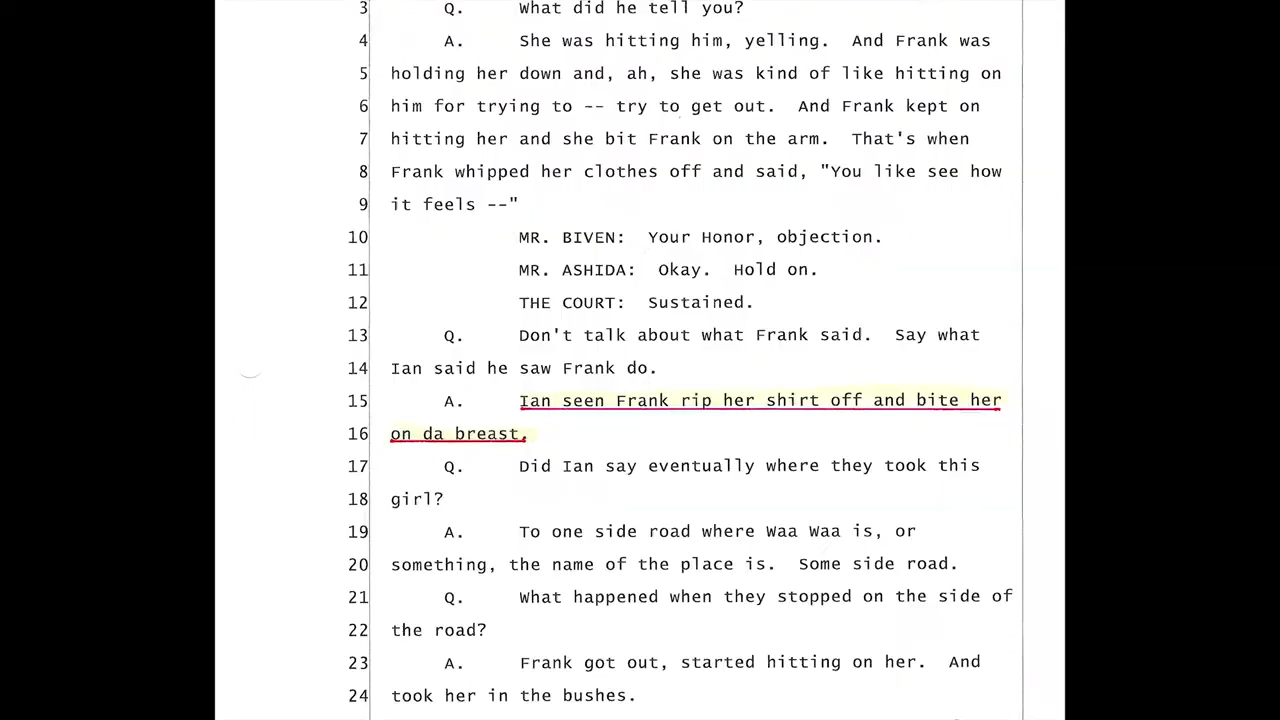 3 Q. What did he tell you?
4 A. She was hitting him, yelling. And Frank was
5 holding her down and, ah, she was kind of like hitting on
6 him for trying to -- try to get out. And Frank kept on
7 hitting her and she bit Frank on the arm. That's when
8 Frank whipped her clothes off and said, "You like see how
9 it feels --"
10 MR. BIVEN: Your Honor, objection.
11 MR. ASHIDA: Okay. Hold on.
12 THE COURT: Sustained.
13 Q. Don't talk about what Frank said. Say what
14 Ian said he saw Frank do.
15 A. Ian seen Frank rip her shirt off and bite her
16 on da breast.
17 Q. Did Ian say eventually where they took this
18 girl?
19 A. To one side road where Waa Waa is, or
20 something, the name of the place is. Some side road.
21 Q. What happened when they stopped on the side of
22 the road?
23 A. Frank got out, started hitting on her. And
24 took her in the bushes.